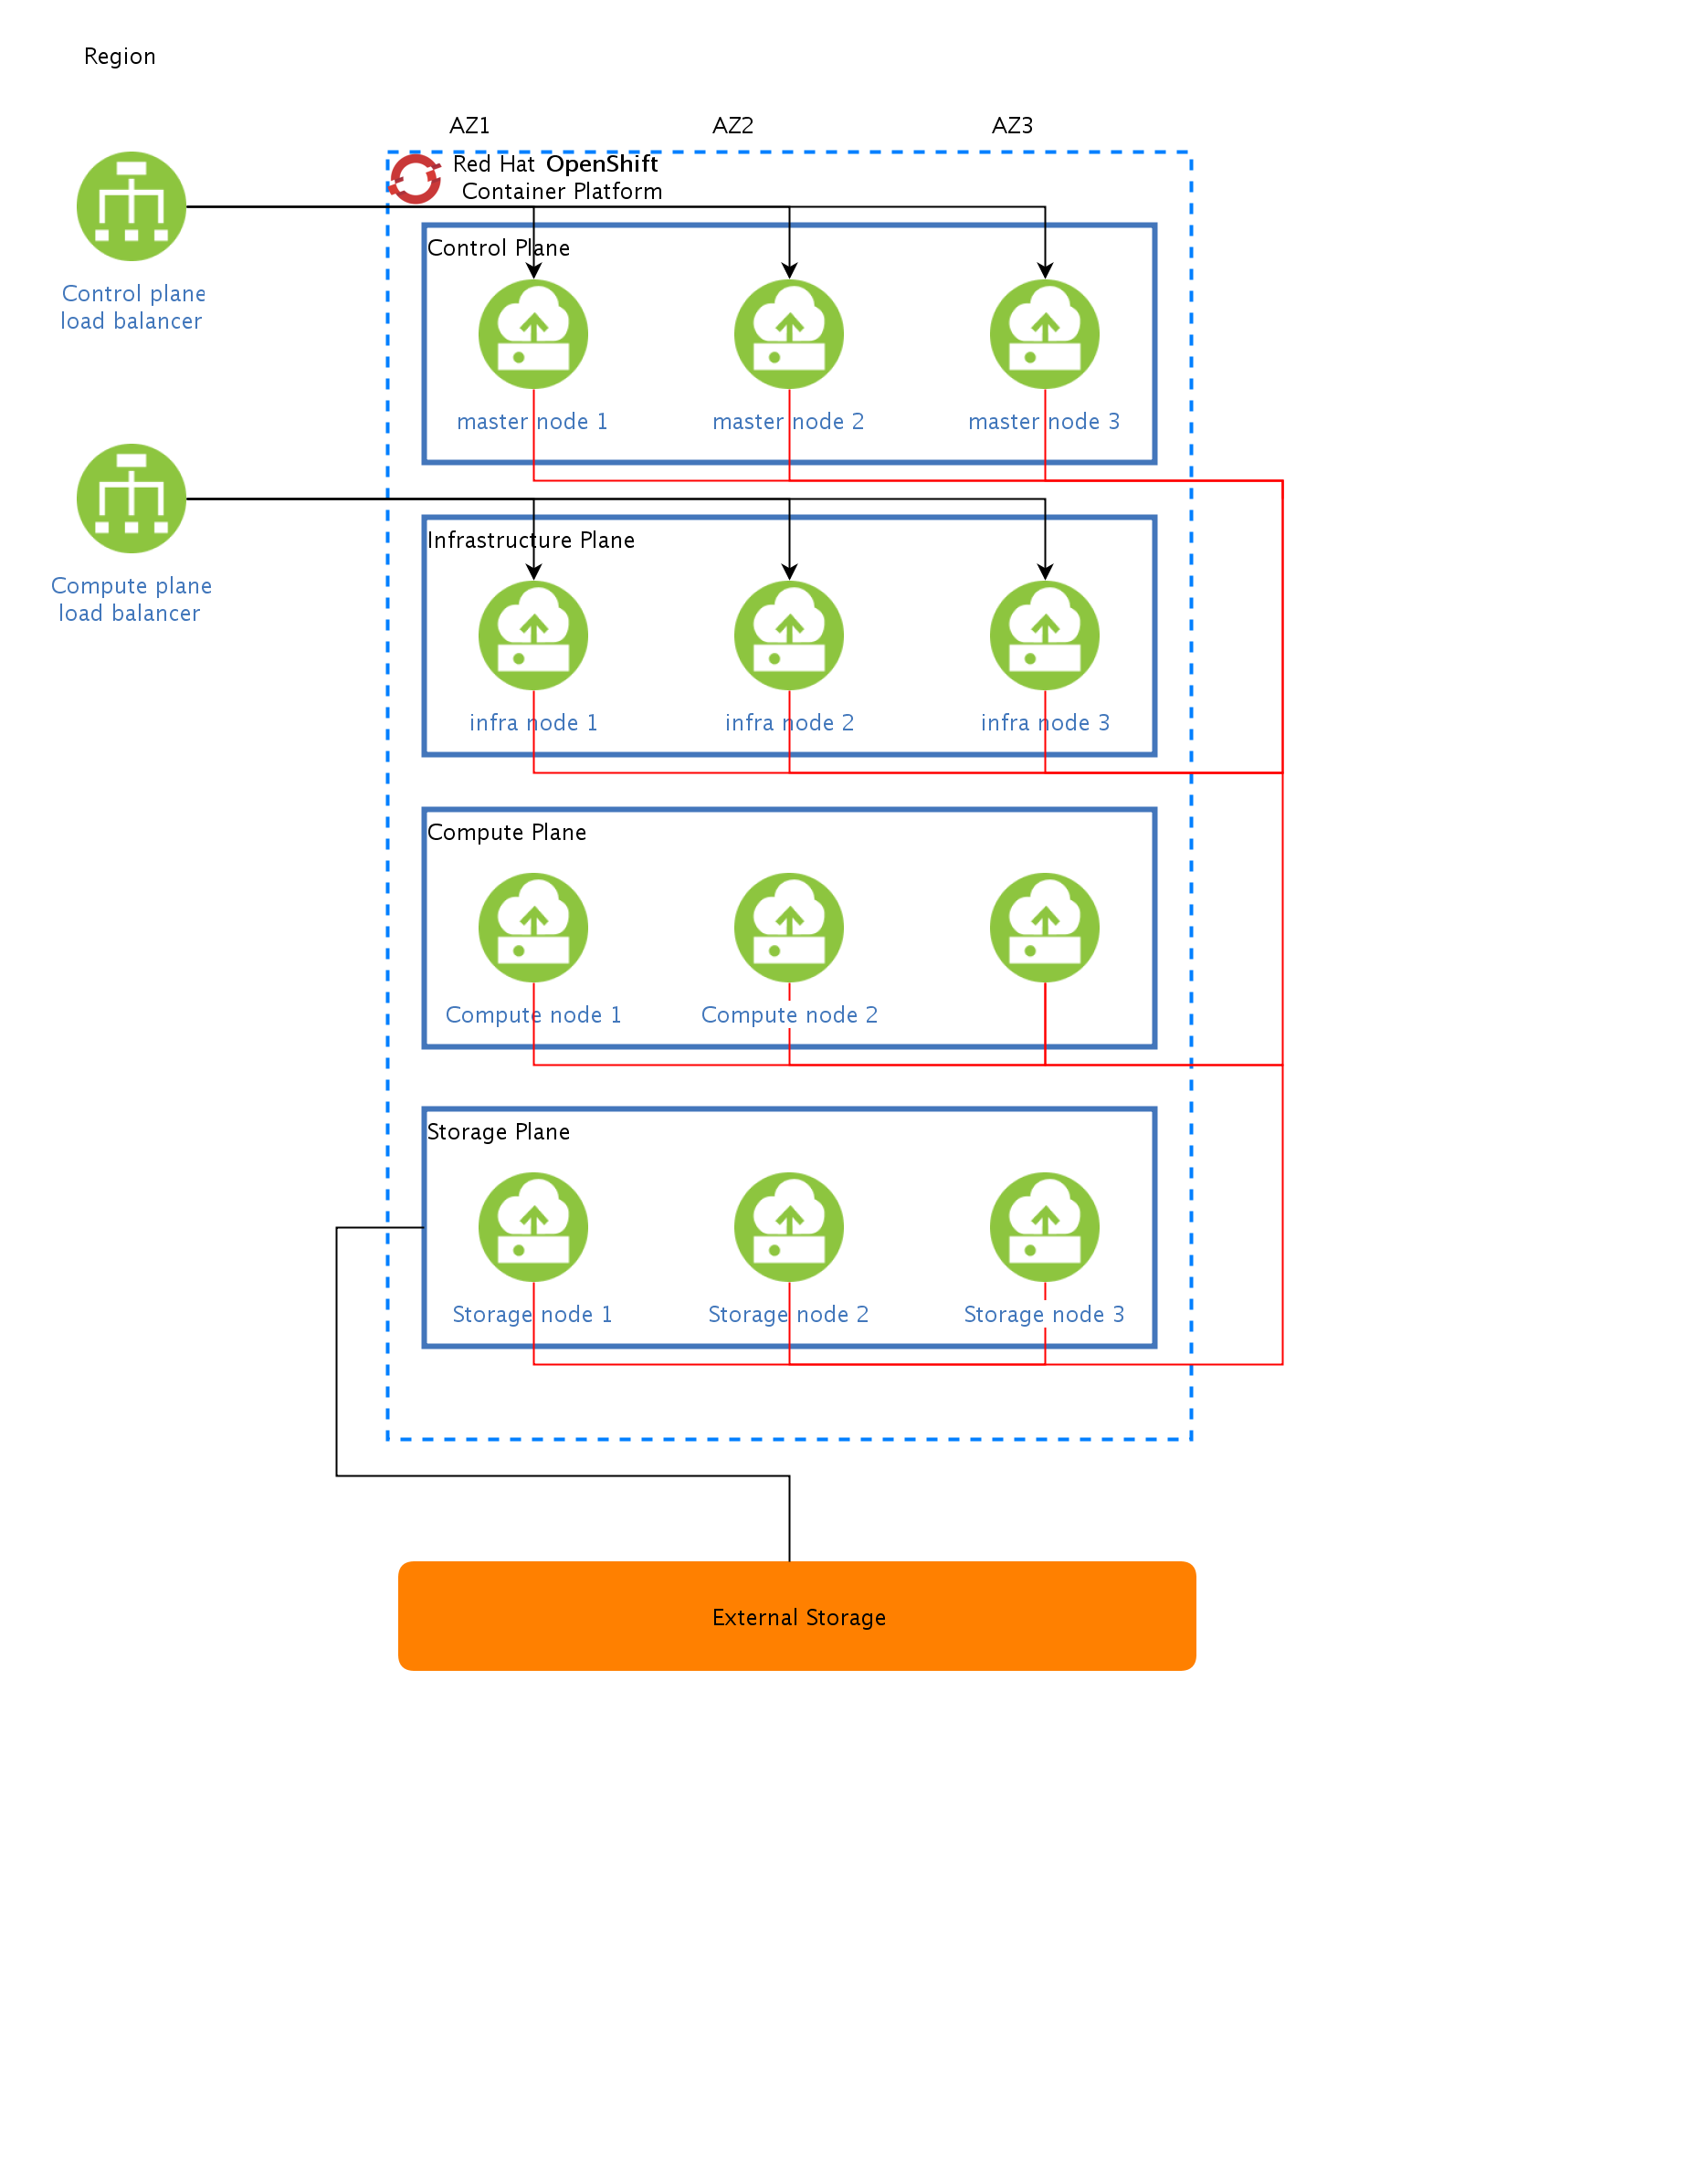 Region
AZ1
AZ2
AZ3
Red Hat OpenShift
Container Platform
Control plane
load balancer
Control Plane
master node 1
master node 2
master node 3
Compute plane
load balancer
Infrastructure Plane
infra node 1
infra node 2
infra node 3
Compute Plane
Compute node 1
Compute node 2
Storage Plane
Storage node 1
Storage node 2
Storage node 3
External Storage